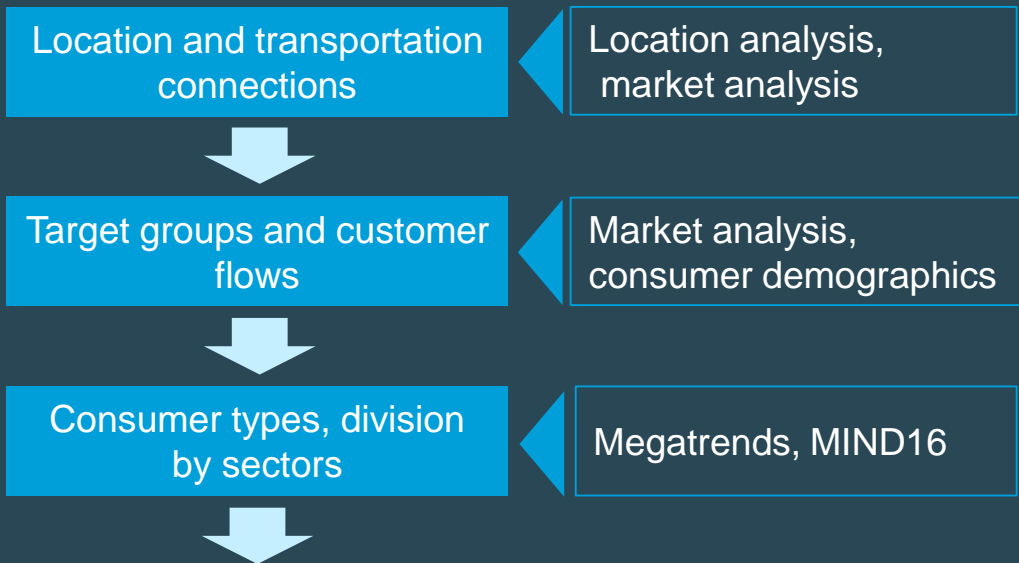 Location and transportation
connections
Location analysis,
market analysis
Target groups and customer
flows
Market analysis,
consumer demographics
Consumer types, division
by sectors
Megatrends, MIND16